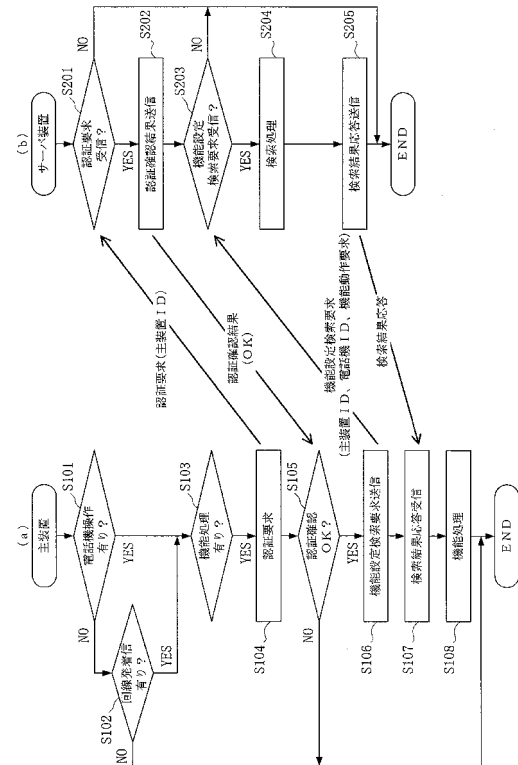 (a)
主装置
S101
電話機操作
有り?
NO
YES
S102
回線発着信
有り?
NO
YES
S103
機能処理
有り?
YES
S104
認証要求
S105
認証確認
OK?
NO
YES
S106
機能設定検索要求送信
S107
検索結果応答受信
S108
機能処理
END
認証要求(主装置ID)
認証確認結果
(OK)
機能設定検索要求
(主装置ID、電話機ID、機能動作要求)
検索結果応答
(b)
サーバ装置
S201
認証要求
受信?
NO
YES
S202
認証確認結果送信
S203
機能設定
検索要求受信?
NO
YES
S204
検索処理
S205
検索結果応答送信
END